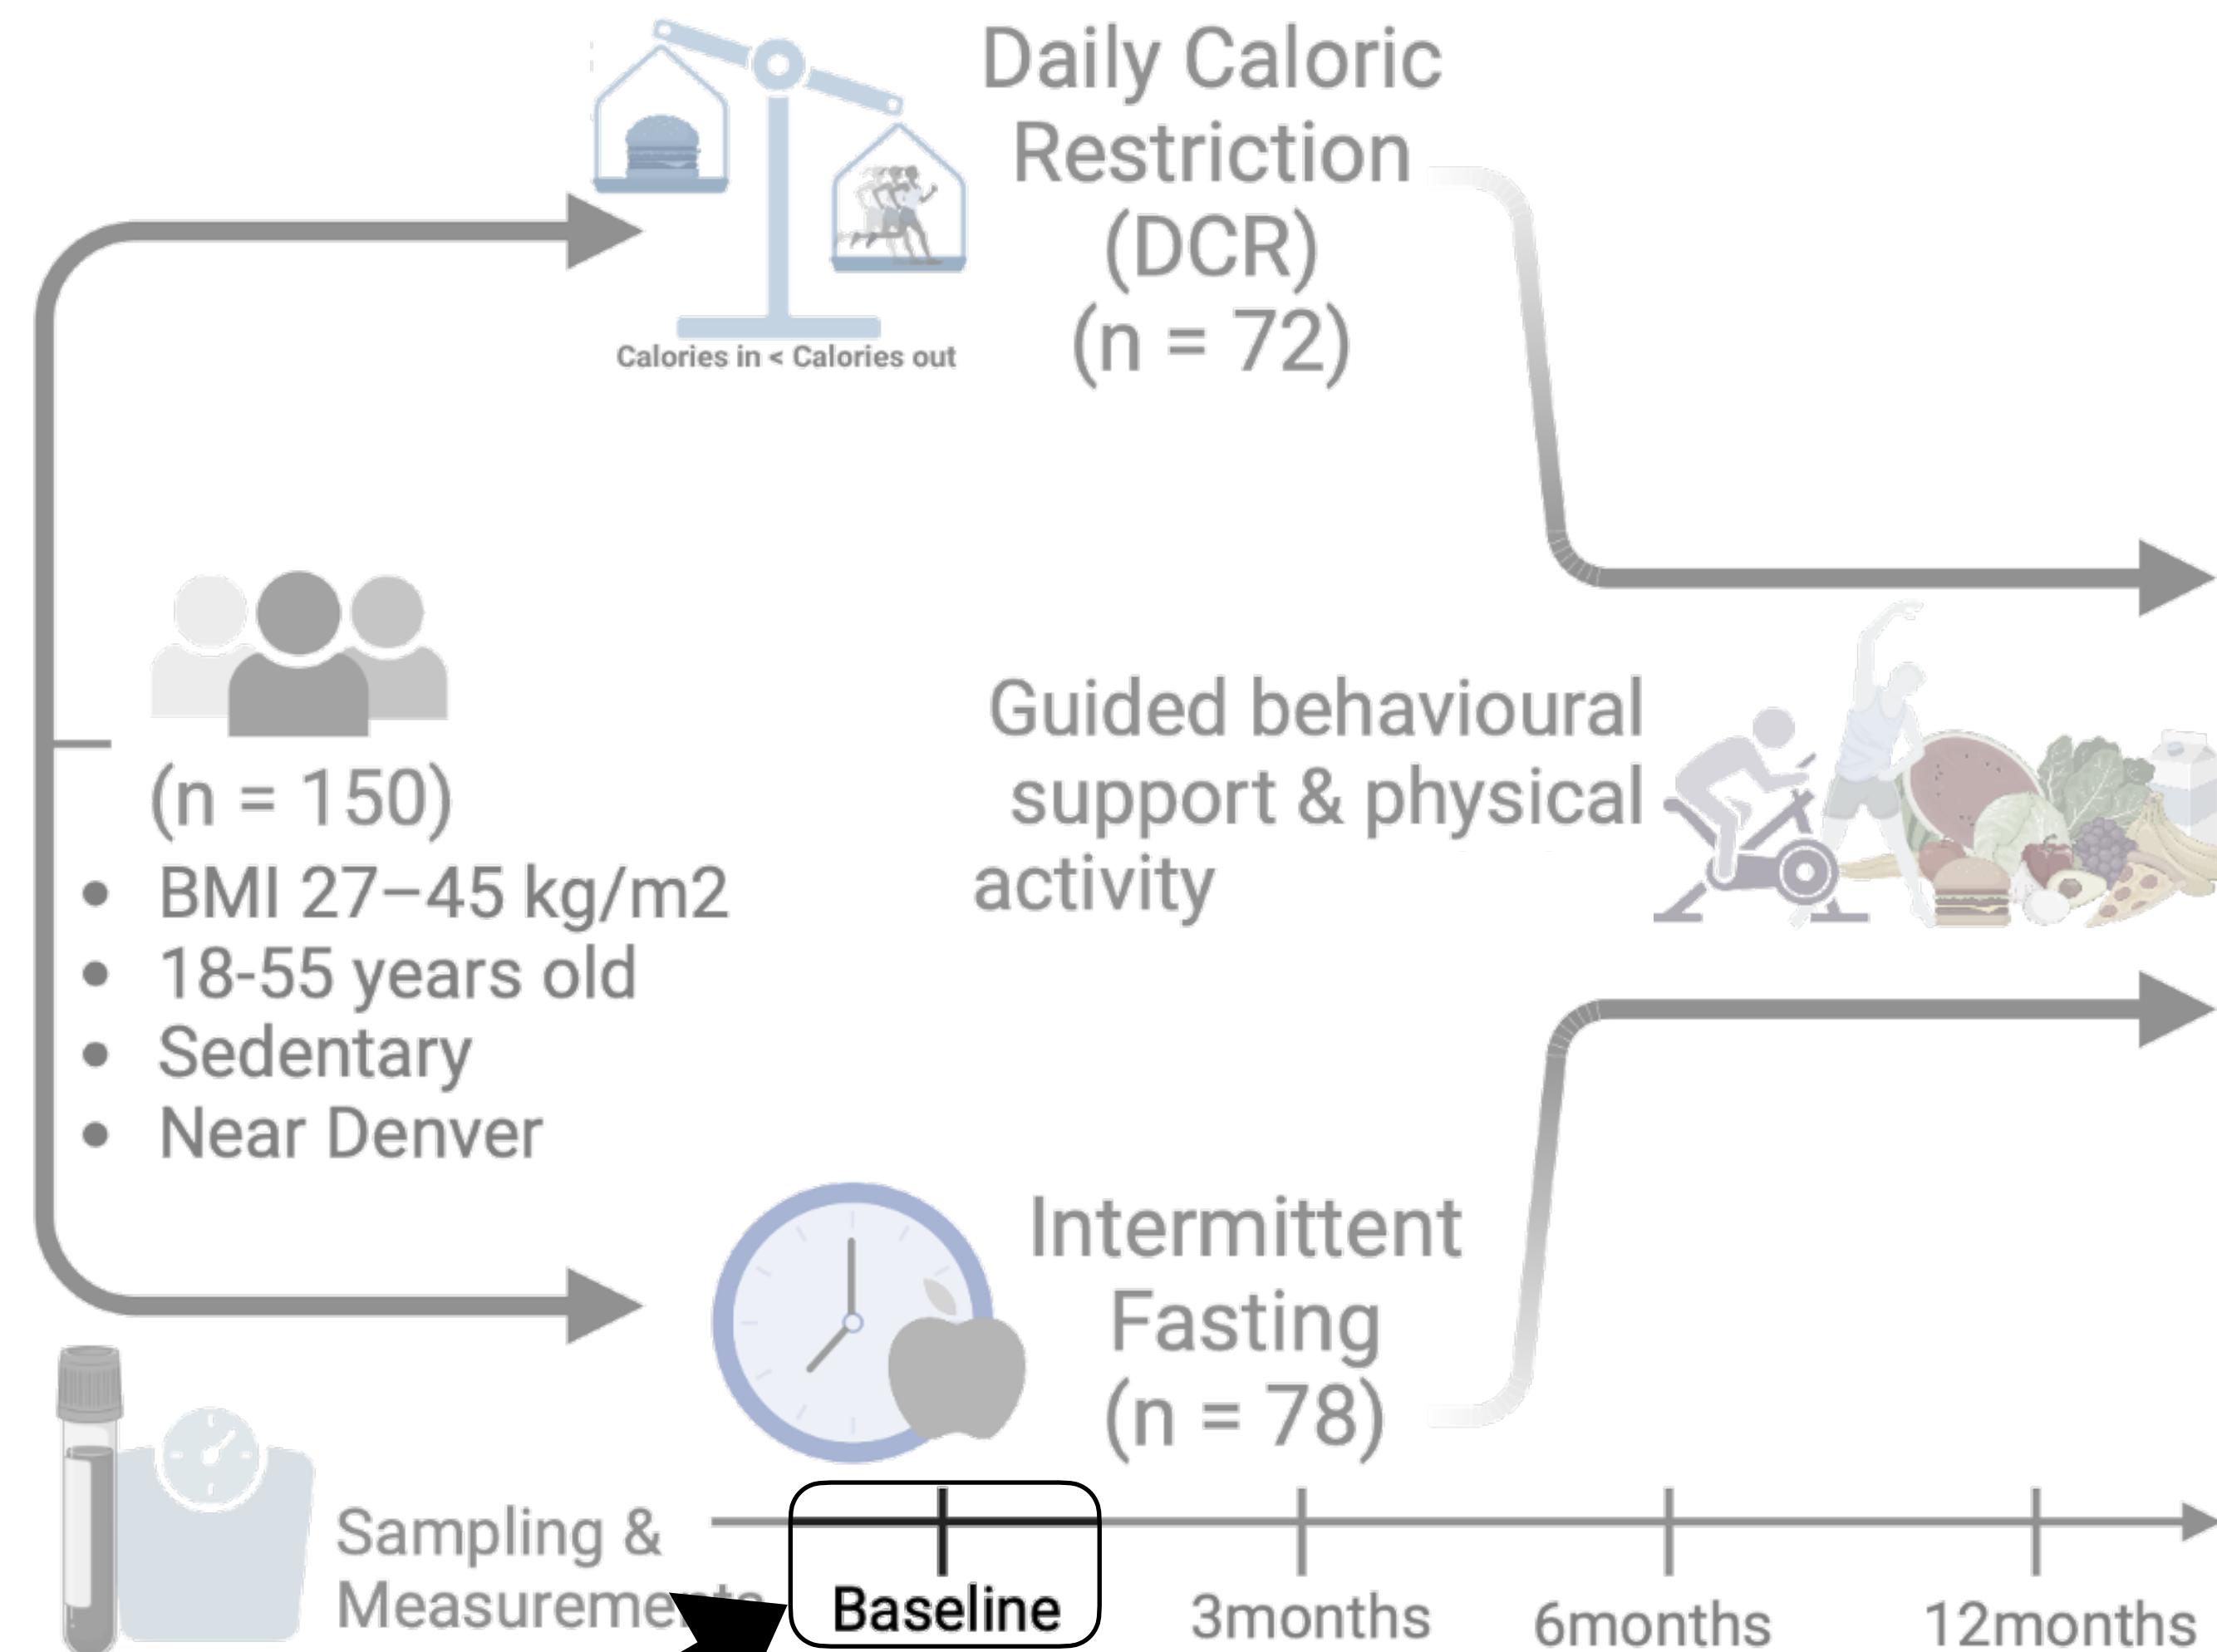 Daily Caloric
Restriction
(DCR)
(n = 72)
Calories in < Calories out
(n = 150)
• BMI 27–45 kg/m2
• 18-55 years old
• Sedentary
• Near Denver
Guided behavioural
support & physical
activity
Intermittent
Fasting
(n = 78)
Sampling &
Measurements
Baseline
3months
6months
12months